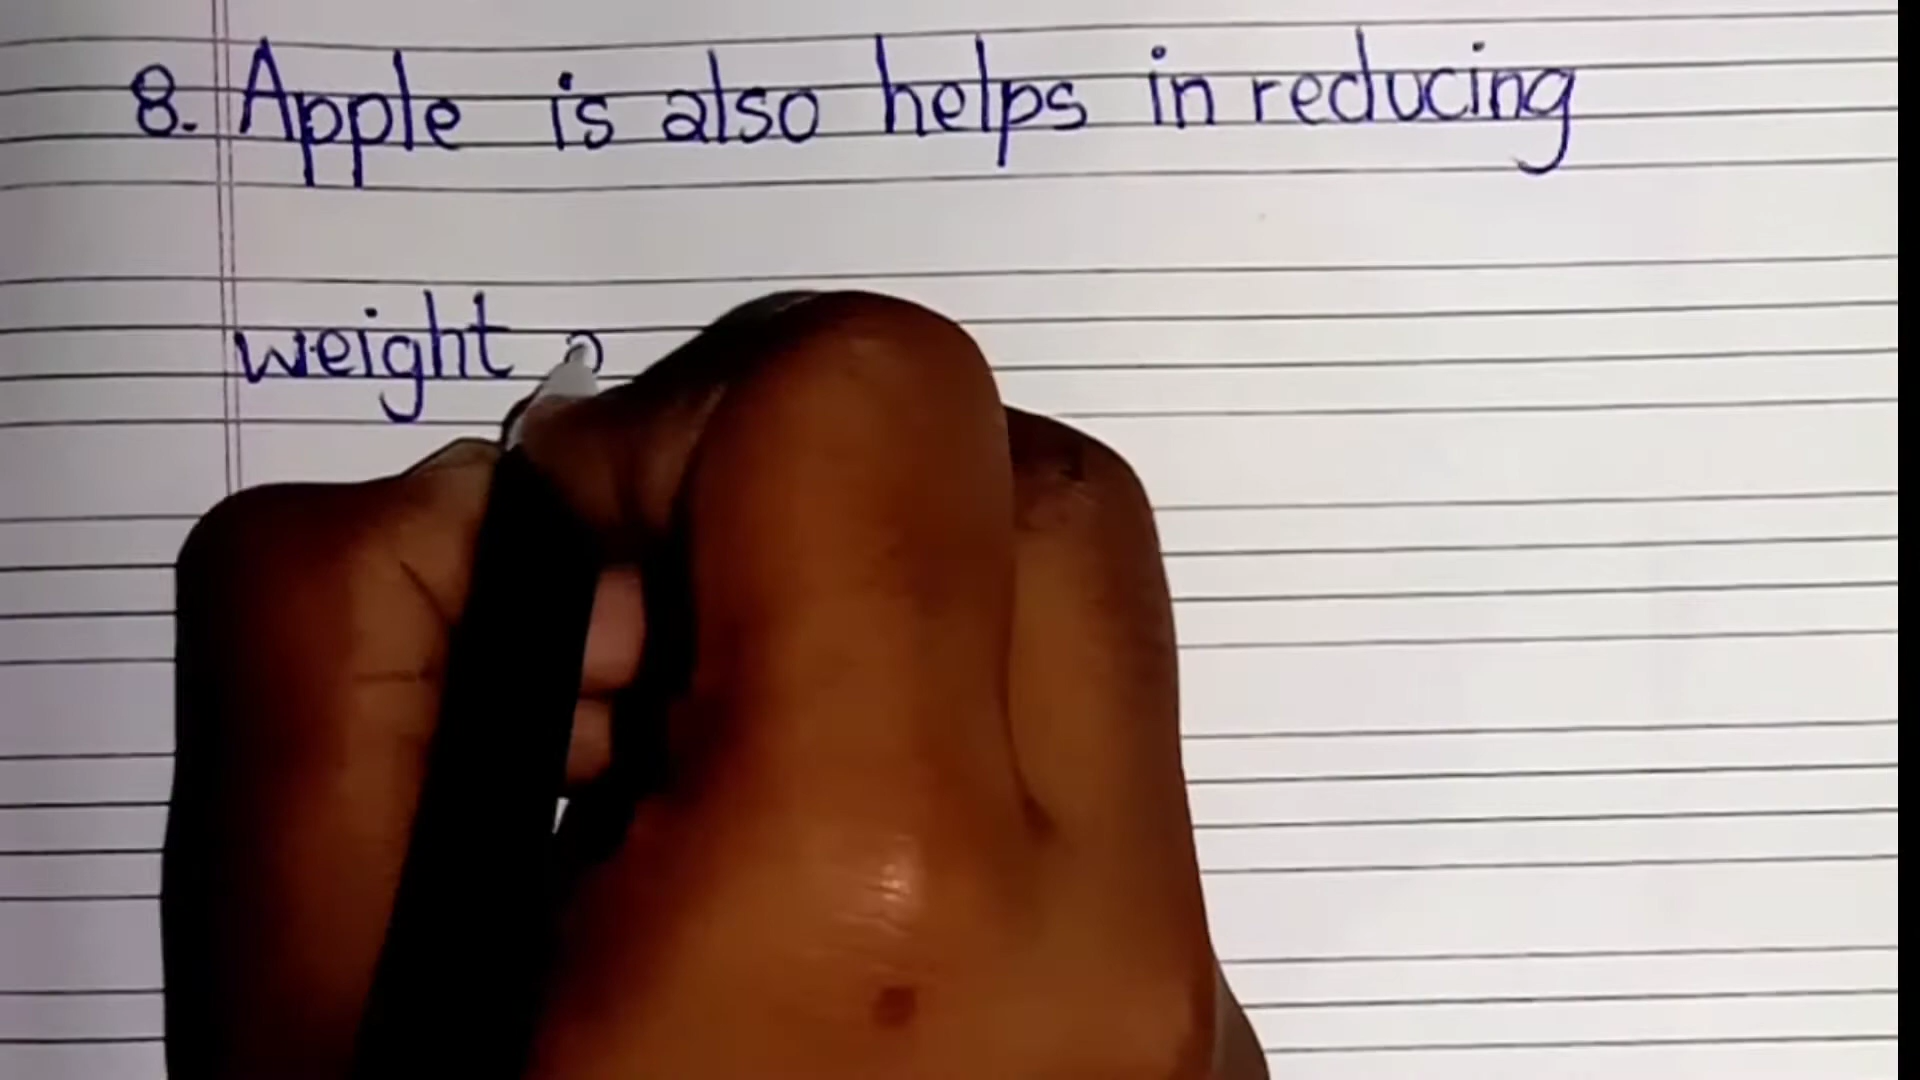 8. Apple is also helps in reducing
weight